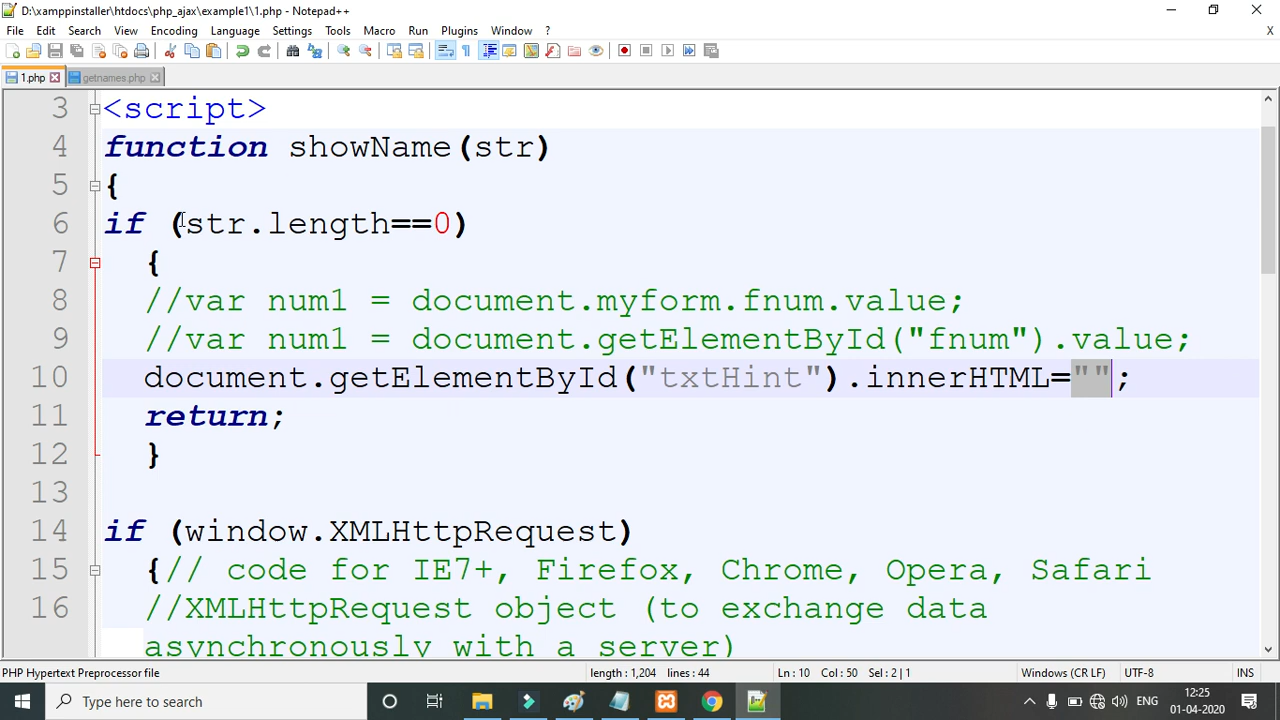 D:\xamppinstaller\htdocs\php_ajax\example1\1.php - Notepad++
File Edit Search View Encoding Language Settings Tools Macro Run Plugins Window ?
X
1.php getnames.php
3 <script>
4 function showName(str)
5 {
6 if (str.length==0)
7 {
8 //var num1 = document.myform.fnum.value;
9 //var num1 = document.getElementById("fnum").value;
10 document.getElementById("txtHint").innerHTML="";
11 return;
12 }
13
14 if (window.XMLHttpRequest)
15 {// code for IE7+, Firefox, Chrome, Opera, Safari
16 //XMLHttpRequest object (to exchange data
asynchronously with a server)
PHP Hypertext Preprocessor file length : 1,204 lines : 44 Ln : 10 Col : 50 Sel : 2 | 1 Windows (CR LF) UTF-8 INS
Type here to search
ENG
12:25
01-04-2020